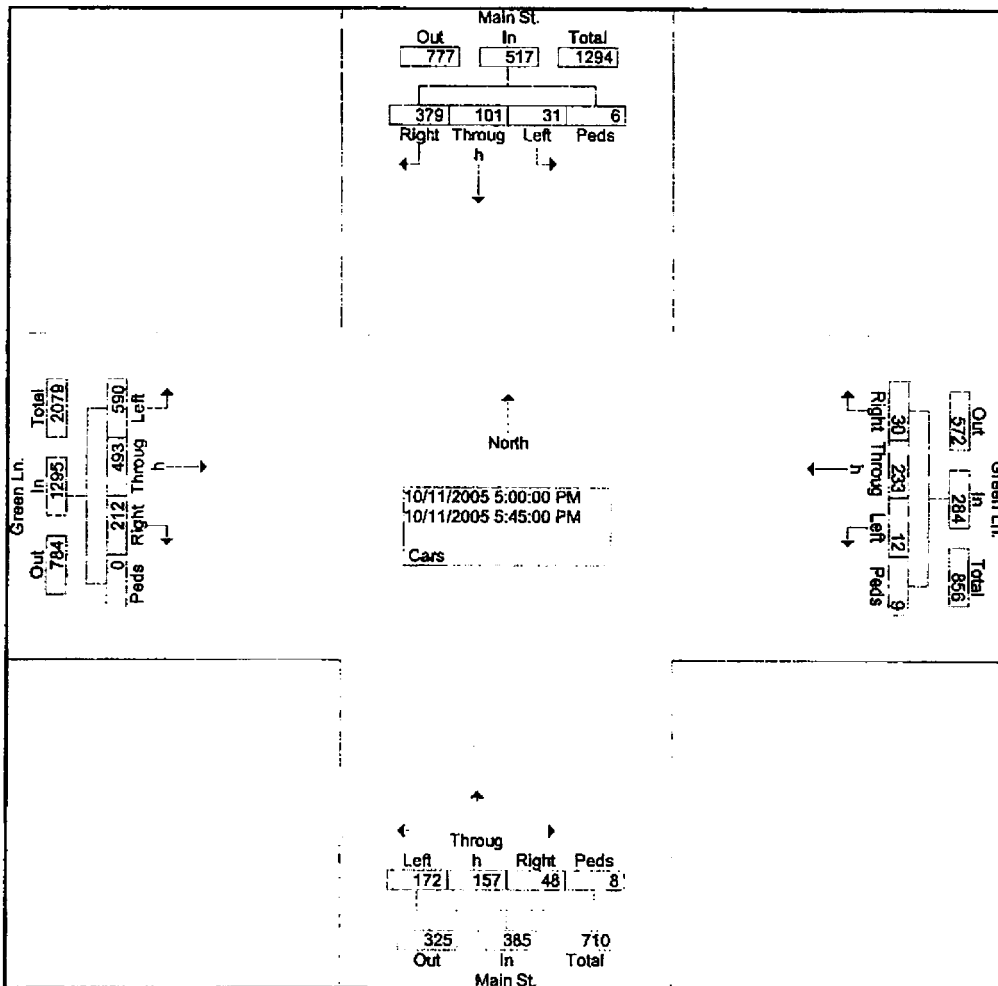 Main St.
Out In Total
777 517 1294
379 101 31 6
Right Throug
h Left Peds
Green Ln.
Total In Out
2079 1295 784
590 493 212 0
Left Throug
h Right Peds
North
10/11/2005 5:00:00 PM
10/11/2005 5:45:00 PM
Cars
Right Throug
h Left Peds
30 233 12 9
Out In Total
572 284 856
Green Ln.
Throug
Left h Right Peds
172 157 48 8
325 385 710
Out In Total
Main St.